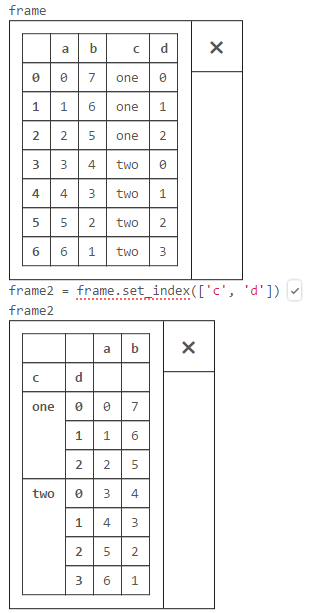 frame
a b c d
0 0 7 one 0
1 1 6 one 1
2 2 5 one 2
3 3 4 two 0
4 4 3 two 1
5 5 2 two 2
6 6 1 two 3
frame2 = frame.set_index(['c', 'd'])
frame2
a b
c d
one 0 0 7
1 1 6
2 2 5
two 0 3 4
1 4 3
2 5 2
3 6 1